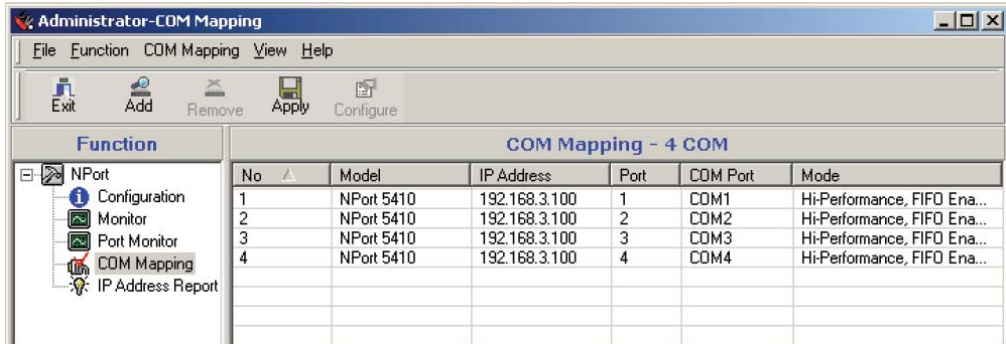 Administrator-COM Mapping
File Function COM Mapping View Help
Exit Add Remove Apply Configure
Function
COM Mapping - 4 COM
NPort
Configuration
Monitor
Port Monitor
COM Mapping
IP Address Report
No Model IP Address Port COM Port Mode
1 NPort 5410 192.168.3.100 1 COM1 Hi-Performance, FIFO Ena...
2 NPort 5410 192.168.3.100 2 COM2 Hi-Performance, FIFO Ena...
3 NPort 5410 192.168.3.100 3 COM3 Hi-Performance, FIFO Ena...
4 NPort 5410 192.168.3.100 4 COM4 Hi-Performance, FIFO Ena...